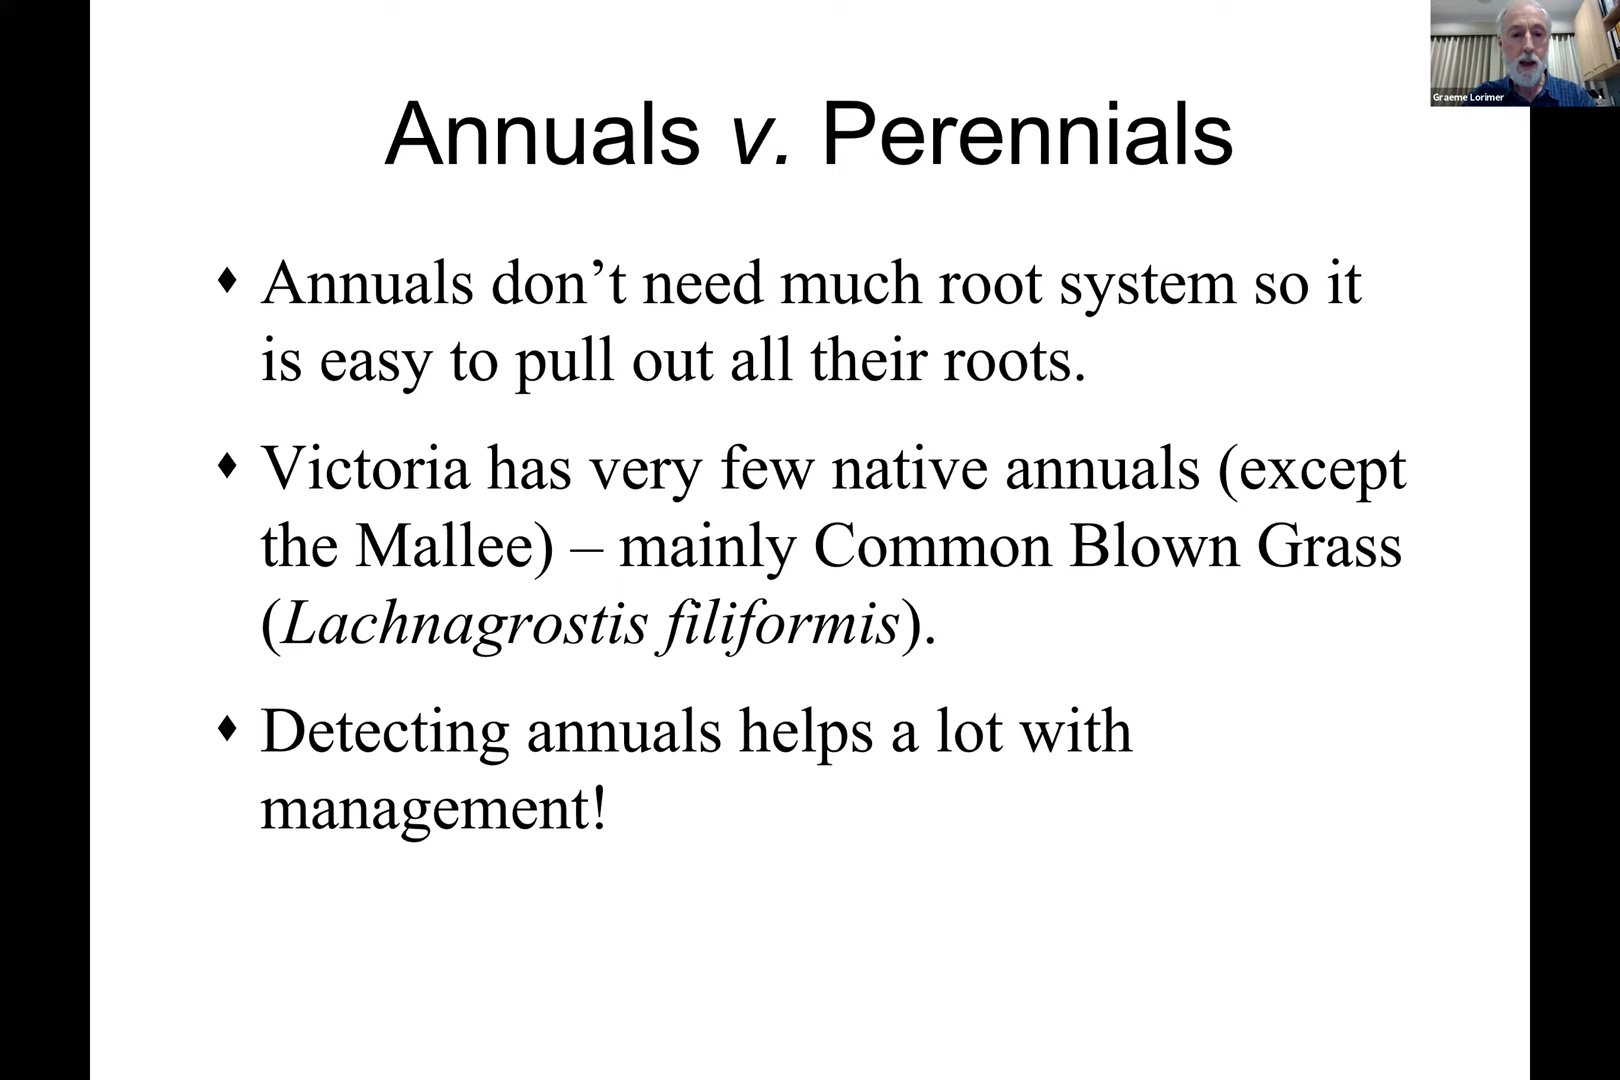 Graeme Lorimer
Annuals v. Perennials
♦ Annuals don’t need much root system so it
is easy to pull out all their roots.
♦ Victoria has very few native annuals (except
the Mallee) – mainly Common Blown Grass
(Lachnagrostis filiformis).
♦ Detecting annuals helps a lot with
management!